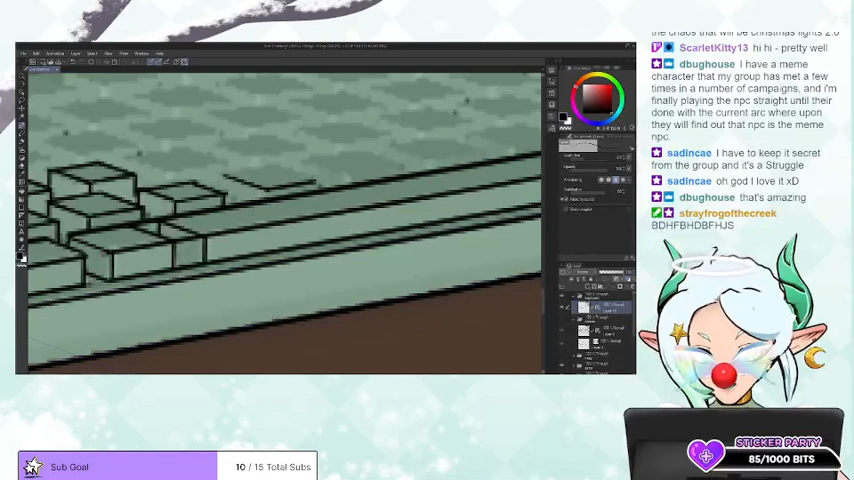 the chaos that will be christmas lights 2.0
ScarletKitty13 hi hi - pretty well
dbughouse: I have a meme
character that my group has met a few
times in a number of campaigns, and i'm
finally playing the npc straight until their
done with the current arc where upon
they will find out that npc is the meme
npc.
sadincae: I have to keep it secret
from the group and it's a Struggle
sadincae: oh god I love it xD
dbughouse: that's amazing
strayfrogofthecreek
BDHFBHDBFHJS
STICKER PARTY
85/1000 BITS
Sub Goal
10 / 15 Total Subs